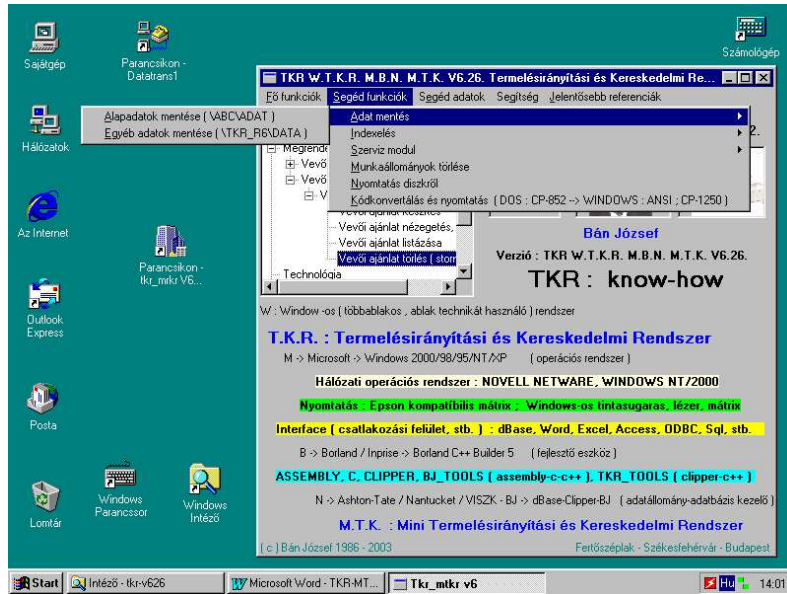 Sajátgép
Parancsikon -
Datatrans1
Számológép
Hálózatok
Az Internet
Parancsikon -
tkr_mrkr V6...
Outlook
Express
Posta
Windows
Parancssor
Windows
Intéző
Lomtár
TKR W.T.K.R. M.B.N. M.T.K. V6.26. Termelésirányítási és Kereskedelmi Re...
Fő funkciók Segéd funkciók Segéd adatok Segítség Jelentősebb referenciák
Alapadatok mentése ( \ABC\ADAT )
Egyéb adatok mentése ( \TKR_R6\DATA )
Adat mentés
Indexelés
Szerviz modul
Munkaállományok törlése
Nyomtatás diszkről
Kódkonvertálás és nyomtatás ( DOS : CP-852 --> WINDOWS : ANSI ; CP-1250 )
2.
Megrende
Vevő
Vevő
V
Vevői ajánlat készítés
Vevői ajánlat nézegetés,
Vevői ajánlat listázása
Vevői ajánlat törlés ( storn
Technológia
Bán József
Verzió : TKR W.T.K.R. M.B.N. M.T.K. V6.26.
TKR : know-how
W : Window -os ( többablakos , ablak technikát használó ) rendszer
T.K.R. : Termelésirányítási és Kereskedelmi Rendszer
M -> Microsoft -> Windows 2000/98/95/NT/XP ( operációs rendszer )
Hálózati operációs rendszer : NOVELL NETWARE, WINDOWS NT/2000
Nyomtatás : Epson kompatíbilis mátrix ; Windows-os tintasugaras, lézer, mátrix
Interface ( csatlakozási felület, stb. ) : dBase, Word, Excel, Access, ODBC, Sql, stb.
B -> Borland / Inprise -> Borland C++ Builder 5 ( fejlesztő eszköz )
ASSEMBLY, C, CLIPPER, BJ_TOOLS ( assembly-c-c++ ), TKR_TOOLS ( clipper-c++ )
N -> Ashton-Tate / Nantucket / VISZK - BJ -> dBase-Clipper-BJ ( adatállomány-adatbázis kezelő )
M.T.K. : Mini Termelésirányítási és Kereskedelmi Rendszer
( c ) Bán József 1986 - 2003 Fertőszéplak - Székesfehérvár - Budapest
Start Intéző - tkr-v626 Microsoft Word - TKR-MT... Tkr_mtkr v6 Hu 14:01